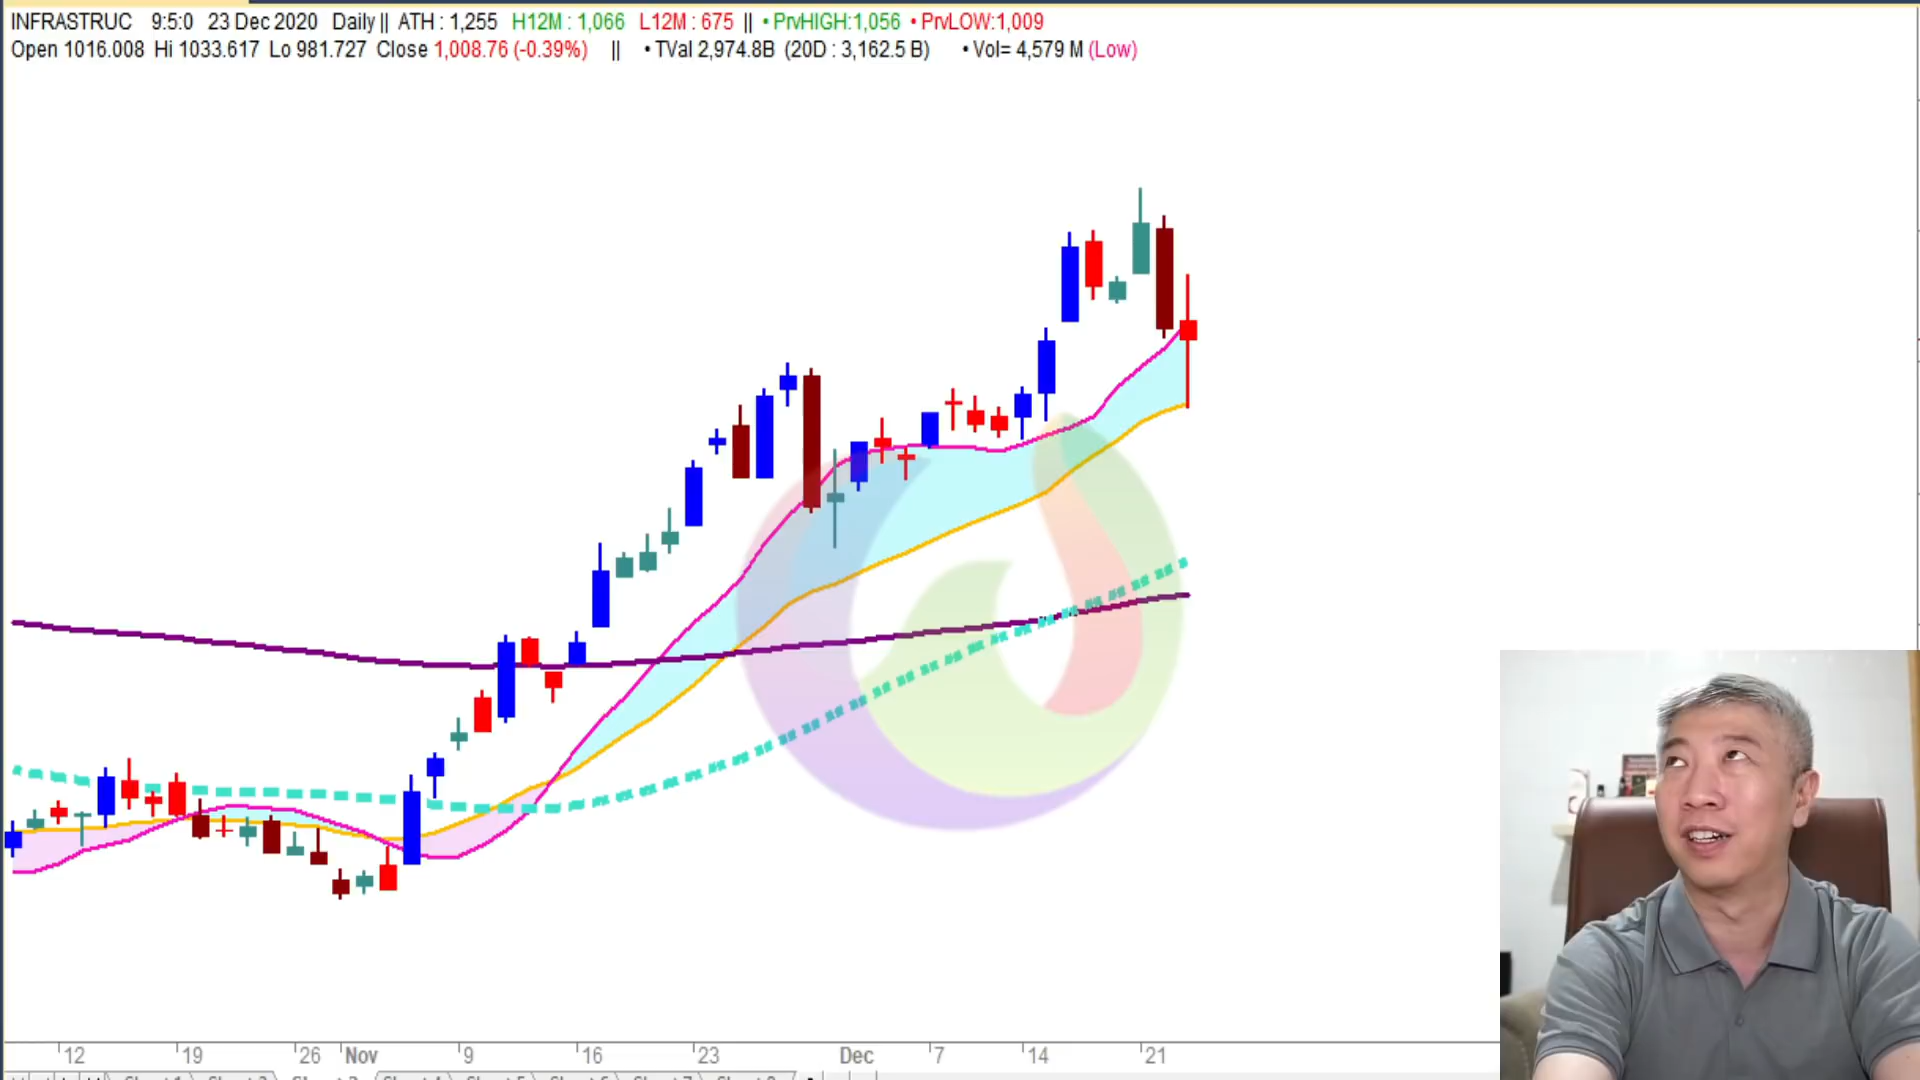 INFRASTRUC 9:5:0 23 Dec 2020 Daily || ATH : 1,255 H12M : 1,066 L12M : 675 || • PrvHIGH:1,056 • PrvLOW:1,009
Open 1016.008 Hi 1033.617 Lo 981.727 Close 1,008.76 (-0.39%) || • TVal 2,974.8B (20D : 3,162.5 B) • Vol= 4,579 M (Low)
12 19 26 Nov 9 16 23 Dec 7 14 21